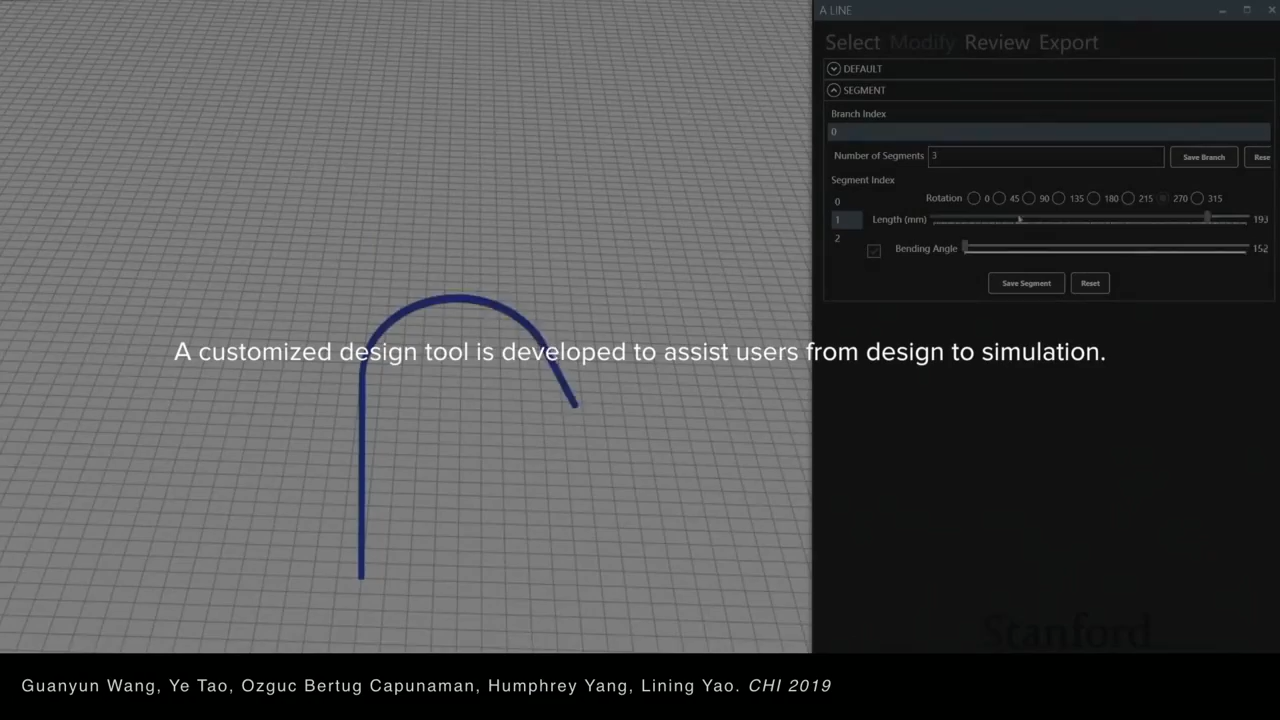 A LINE
Select Modify Review Export
DEFAULT
SEGMENT
Branch Index
0
Number of Segments 3 Save Branch Rese
Segment Index
0
Rotation 0 45 90 135 180 215 270 315
1 Length (mm) 193
2
Bending Angle 152
Save Segment Reset
A customized design tool is developed to assist users from design to simulation.
Stanford
Guanyun Wang, Ye Tao, Ozguc Bertug Capunaman, Humphrey Yang, Lining Yao. CHI 2019